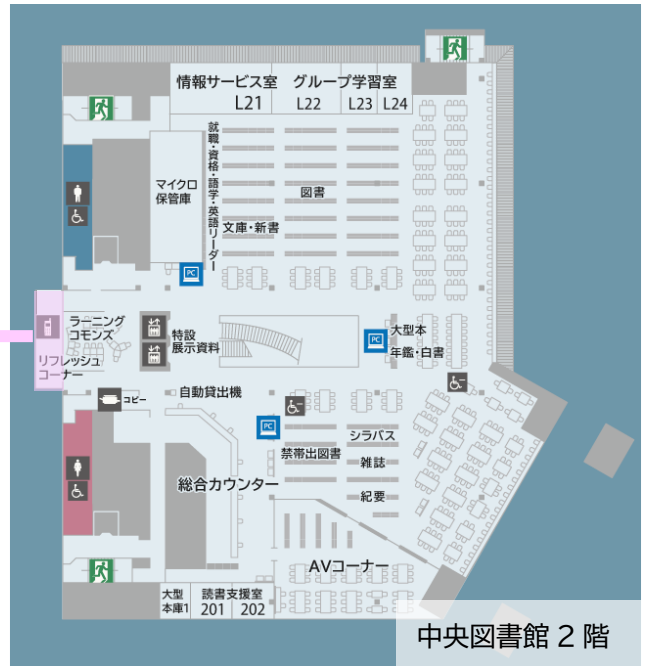 情報サービス室
L21
グループ学習室
L22
L23
L24
就職・資格・語学・英語リーダー
マイクロ
保管庫
図書
文庫・新書
PC
ラーニング
コモンズ
リフレッシュ
コーナー
特設
展示資料
PC
大型本
年鑑・白書
コピー
自動貸出機
PC
シラバス
禁帯出図書
雑誌
紀要
総合カウンター
AVコーナー
大型
本庫1
読書支援室
201
202
中央図書館 2 階